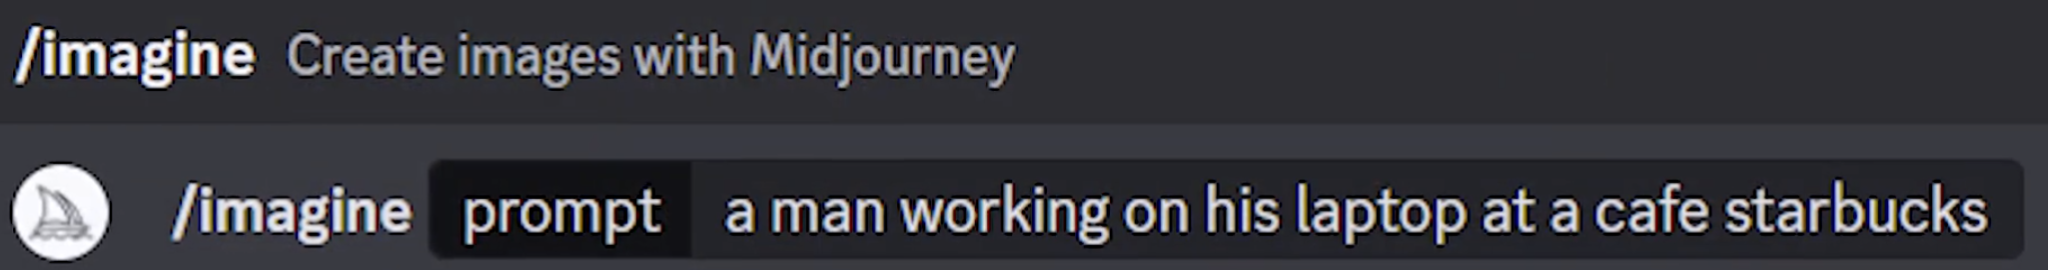 /imagine Create images with Midjourney
/imagine prompt a man working on his laptop at a cafe starbucks